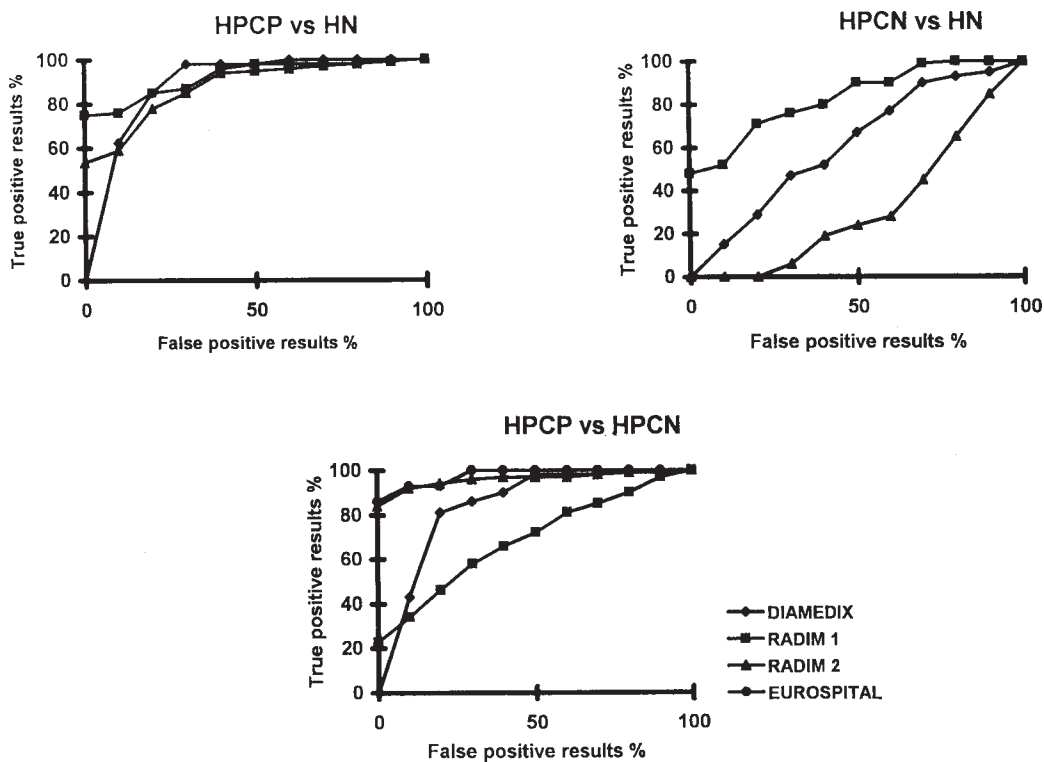 HPCP vs HN
True positive results %
100
80
60
40
20
0
0 50 100
False positive results %
HPCN vs HN
True positive results %
100
80
60
40
20
0
0 50 100
False positive results %
HPCP vs HPCN
True positive results %
100
80
60
40
20
0
0 50 100
False positive results %
DIAMEDIX
RADIM 1
RADIM 2
EUROSPITAL